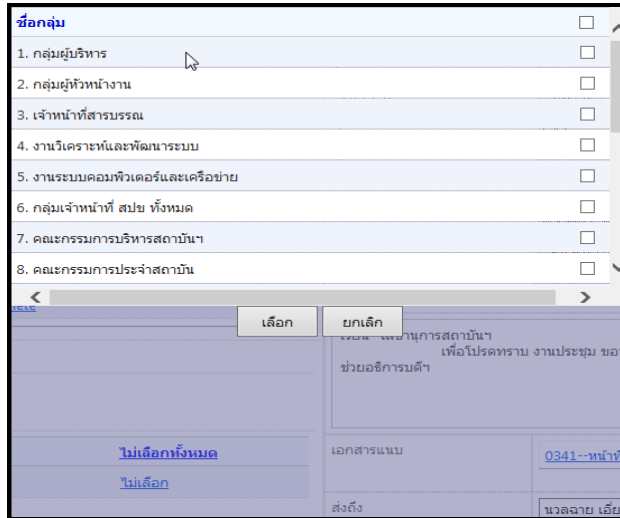 ชื่อกลุ่ม
1. กลุ่มผู้บริหาร
2. กลุ่มผู้หัวหน้างาน
3. เจ้าหน้าที่สารบรรณ
4. งานวิเคราะห์และพัฒนาระบบ
5. งานระบบคอมพิวเตอร์และเครือข่าย
6. กลุ่มเจ้าหน้าที่ สปข ทั้งหมด
7. คณะกรรมการบริหารสถาบันฯ
8. คณะกรรมการประจำสถาบัน
เลือก ยกเลิก
เพื่อโปรดทราบ งานประชุม ขอ
ช่วยอธิการบดีฯ
ไม่เลือกทั้งหมด
เอกสารแนบ
0341--หน้าที่
ไม่เลือก
ส่งถึง
นวลฉาย เอี่ย